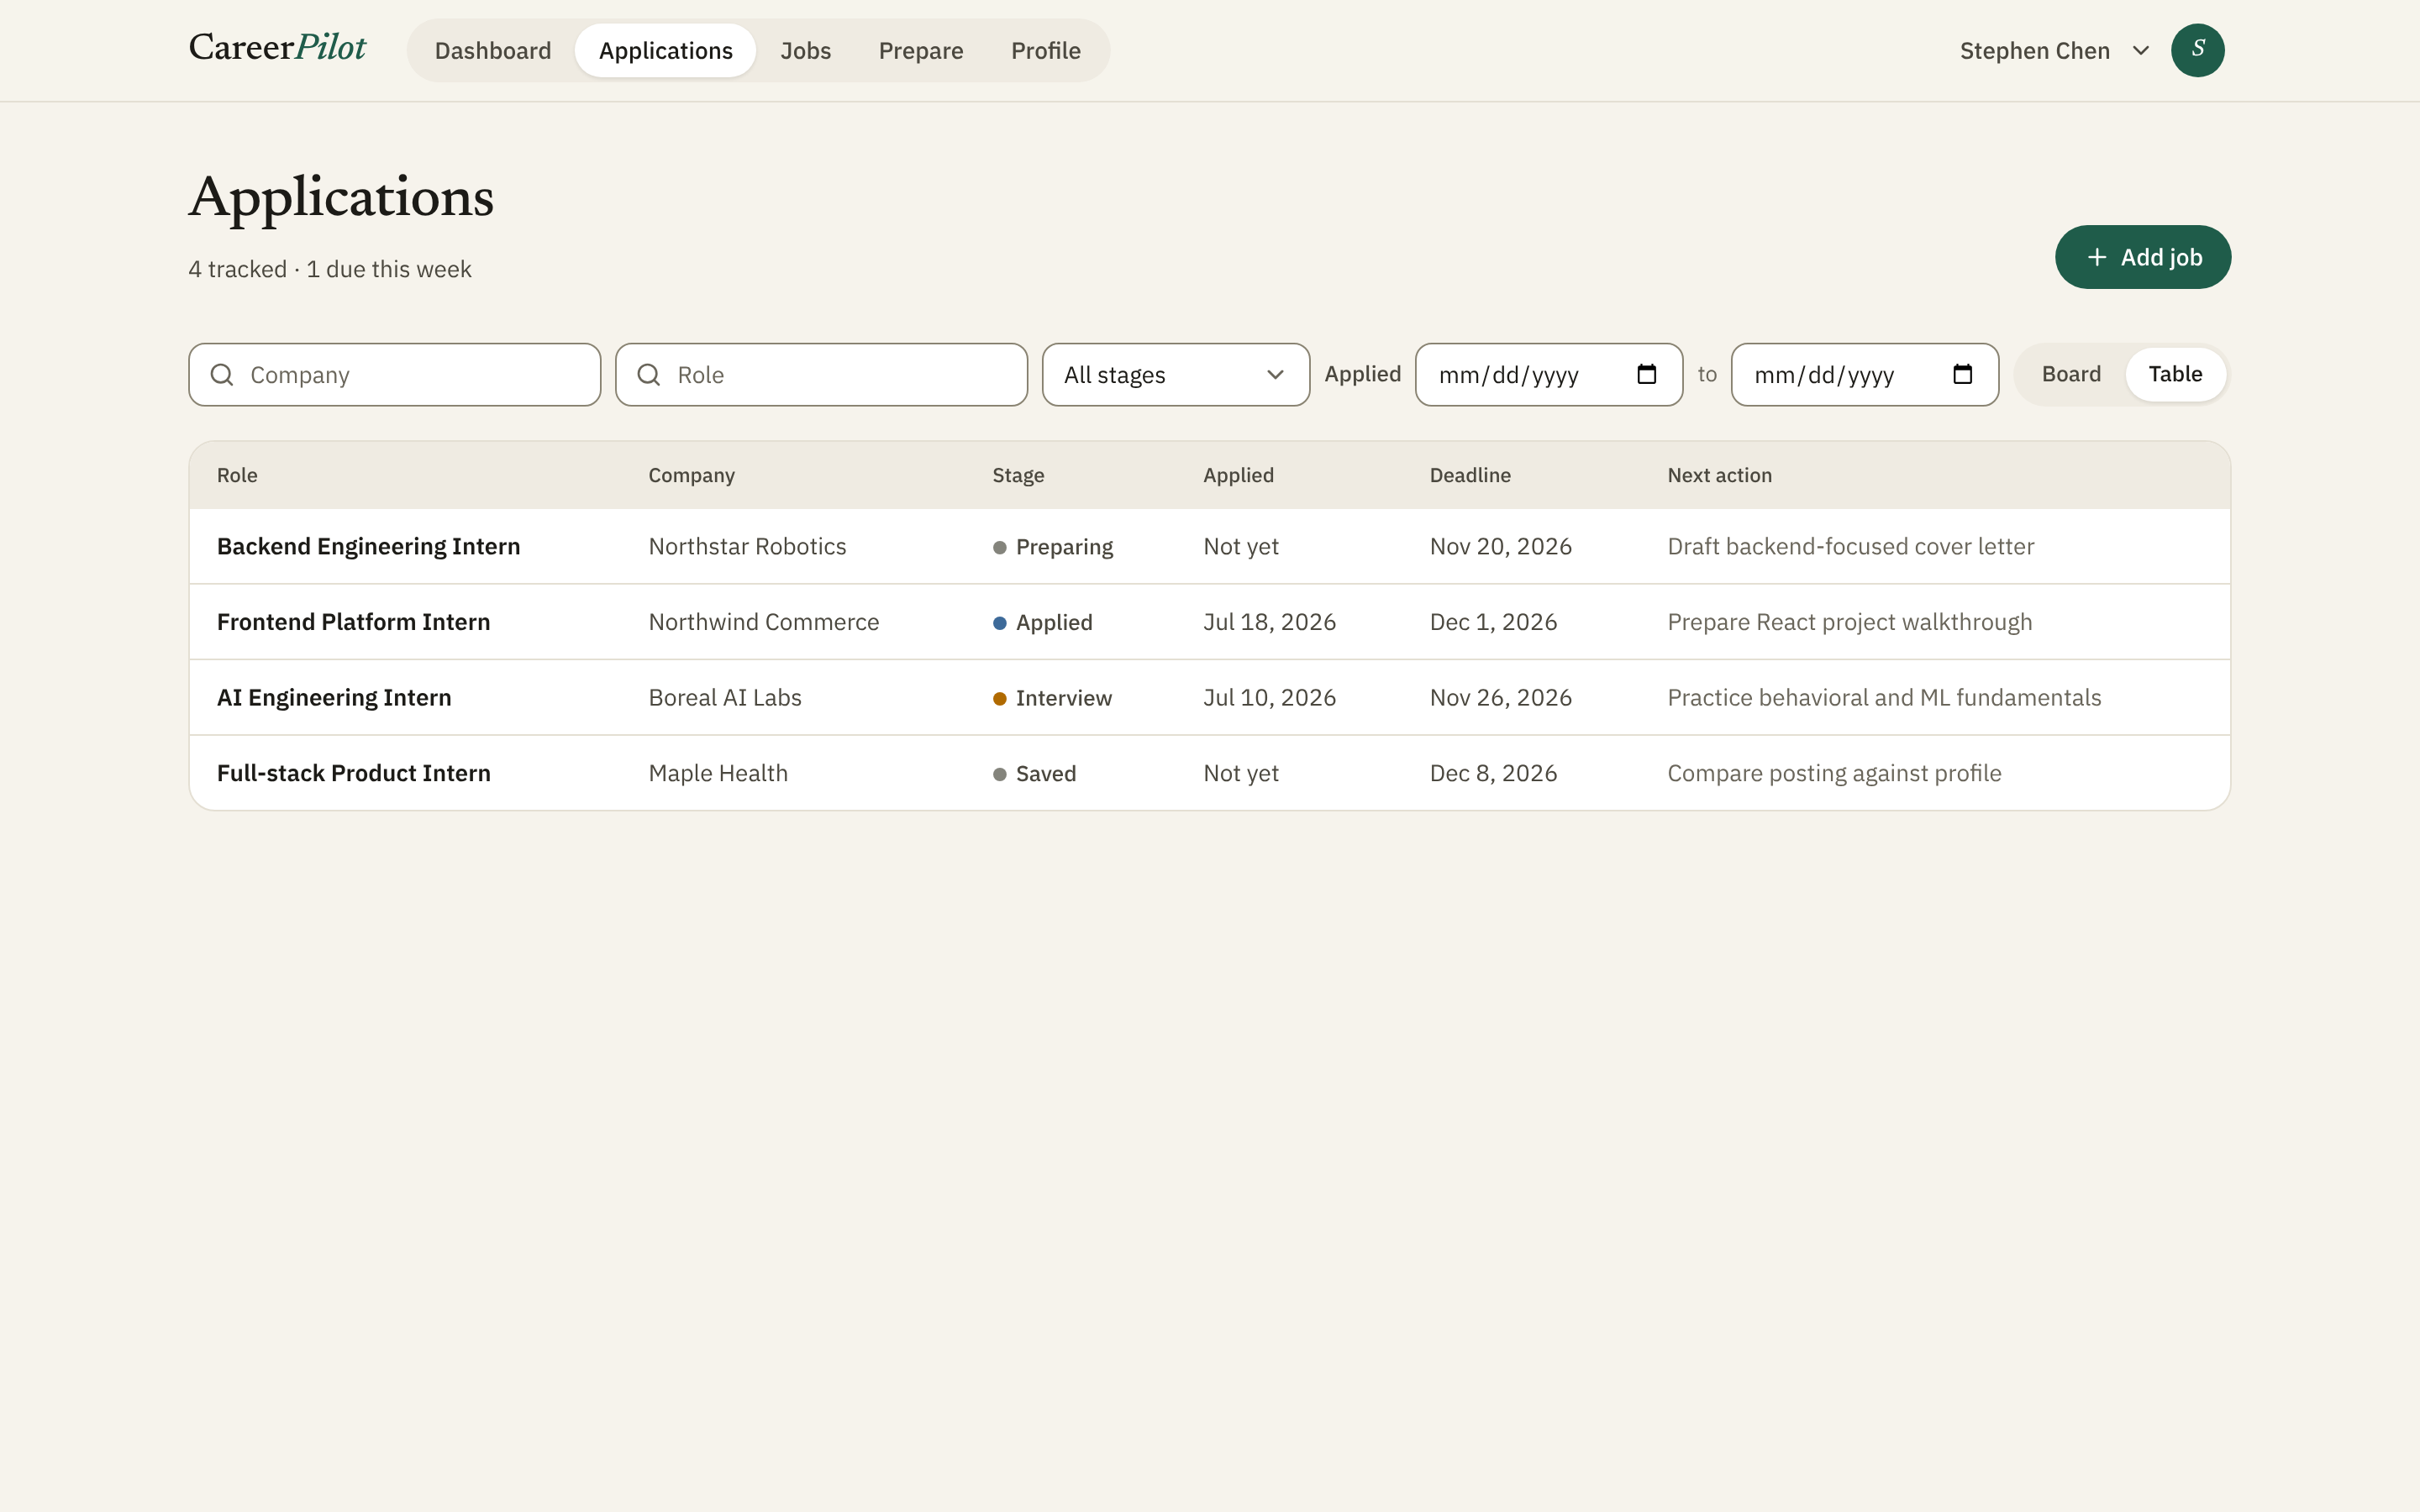 CareerPilot Dashboard Applications Jobs Prepare Profile Stephen Chen S
Applications
4 tracked · 1 due this week
+ Add job
Company Role All stages Applied mm/dd/yyyy to mm/dd/yyyy Board Table
Role Company Stage Applied Deadline Next action
Backend Engineering Intern Northstar Robotics Preparing Not yet Nov 20, 2026 Draft backend-focused cover letter
Frontend Platform Intern Northwind Commerce Applied Jul 18, 2026 Dec 1, 2026 Prepare React project walkthrough
AI Engineering Intern Boreal AI Labs Interview Jul 10, 2026 Nov 26, 2026 Practice behavioral and ML fundamentals
Full-stack Product Intern Maple Health Saved Not yet Dec 8, 2026 Compare posting against profile